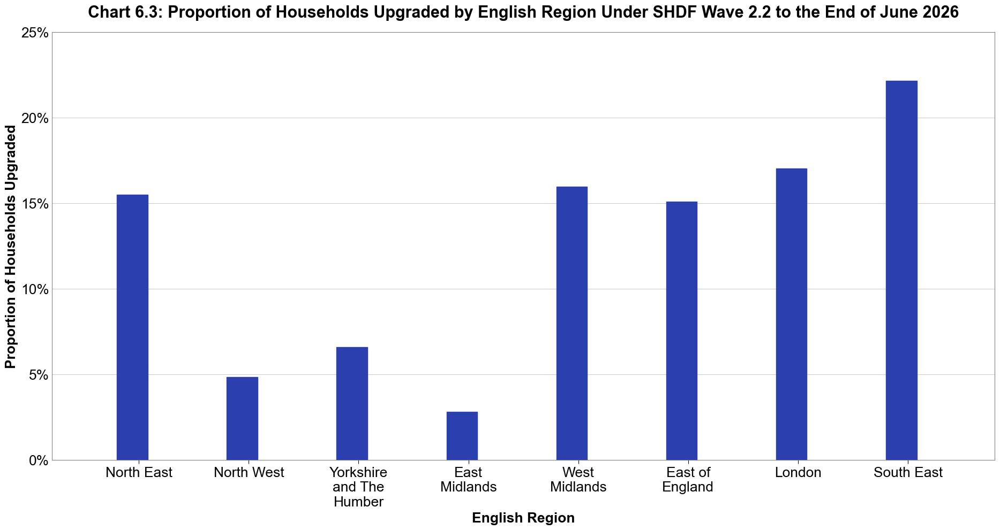 Chart 6.3: Proportion of Households Upgraded by English Region Under SHDF Wave 2.2 to the End of June 2026
Proportion of Households Upgraded
25%
20%
15%
10%
5%
0%
North East
North West
Yorkshire
and The
Humber
East
Midlands
West
Midlands
East of
England
London
South East
English Region